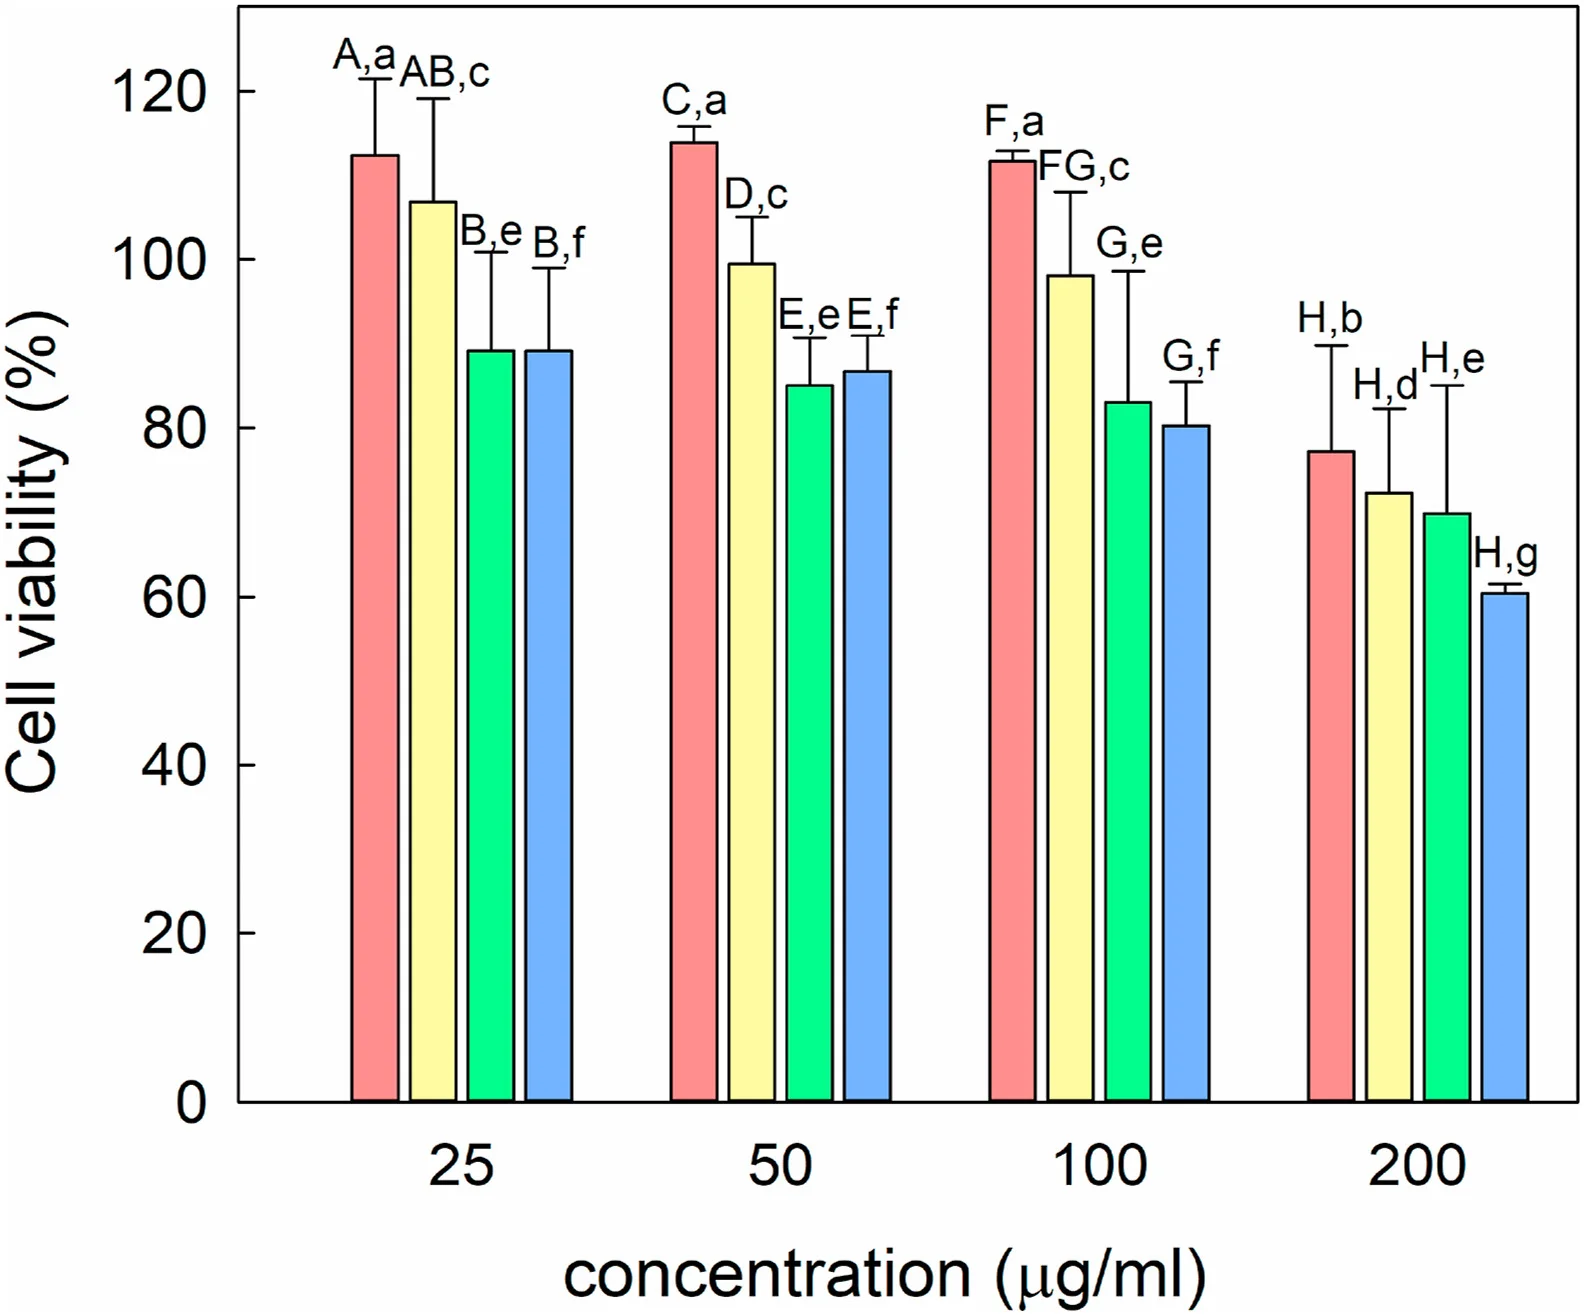 A,a
AB,c
B,e
B,f
C,a
D,c
E,e
E,f
F,a
FG,c
G,e
G,f
H,b
H,d
H,e
H,g
120
100
80
60
40
20
0
Cell viability (%)
25 50 100 200
concentration (μg/ml)